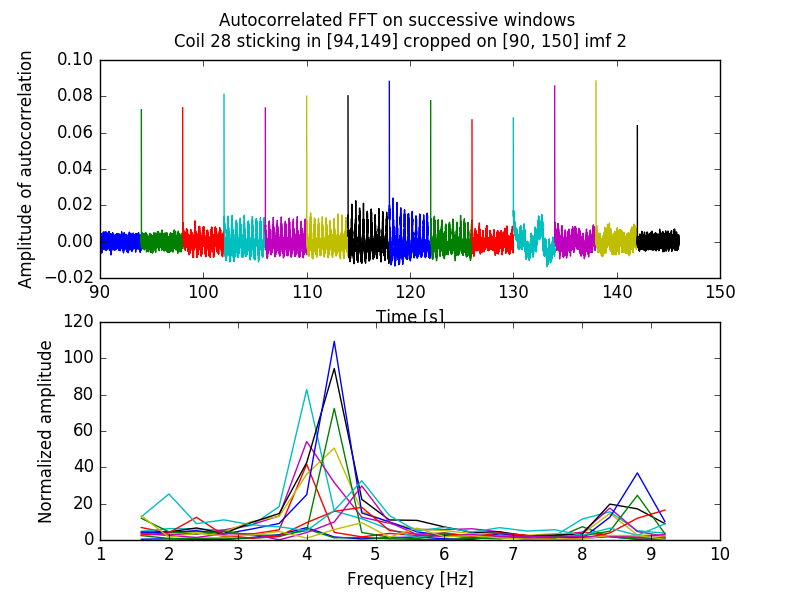 Autocorrelated FFT on successive windows
Coil 28 sticking in [94,149] cropped on [90, 150] imf 2
Amplitude of autocorrelation
0.10
0.08
0.06
0.04
0.02
0.00
−0.02
90 100 110 120 130 140 150
Time [s]
Normalized amplitude
120
100
80
60
40
20
0
1 2 3 4 5 6 7 8 9 10
Frequency [Hz]